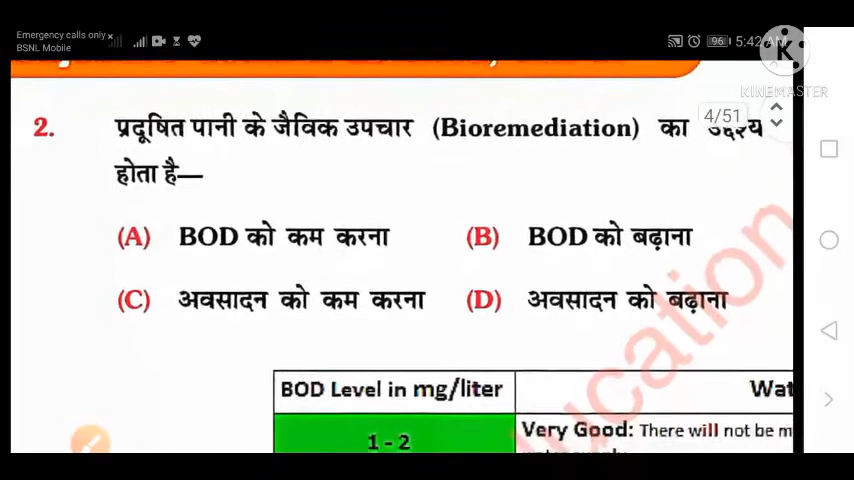 Emergency calls only
BSNL Mobile
96 5:42 AM
KINEMASTER
4/51
2. प्रदूषित पानी के जैविक उपचार (Bioremediation) का
होता है—
(A) BOD को कम करना (B) BOD को बढ़ाना
(C) अवसादन को कम करना (D) अवसादन को बढ़ाना
BOD Level in mg/liter Wat
1 - 2 Very Good: There will not be m
ucation